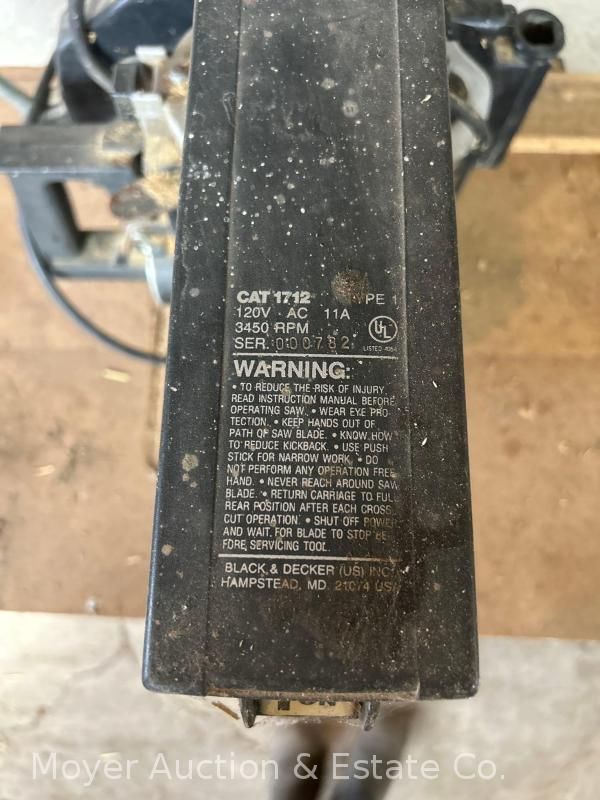 CAT 1712 TYPE 1
120V AC 11A
3450 RPM
SER. 000782
UL
LISTED
WARNING:
• TO REDUCE THE RISK OF INJURY
READ INSTRUCTION MANUAL BEFORE
OPERATING SAW. • WEAR EYE PRO-
TECTION. • KEEP HANDS OUT OF
PATH OF SAW BLADE. • KNOW HOW
TO REDUCE KICKBACK. • USE PUSH
STICK FOR NARROW WORK. • DO
NOT PERFORM ANY OPERATION FREE
HAND. • NEVER REACH AROUND SAW
BLADE. • RETURN CARRIAGE TO FULL
REAR POSITION AFTER EACH CROSS
CUT OPERATION. • SHUT OFF POWER
AND WAIT FOR BLADE TO STOP BE-
FORE SERVICING TOOL.
BLACK & DECKER (US) INC.
HAMPSTEAD, MD. 21074 USA
Moyer Auction & Estate Co.